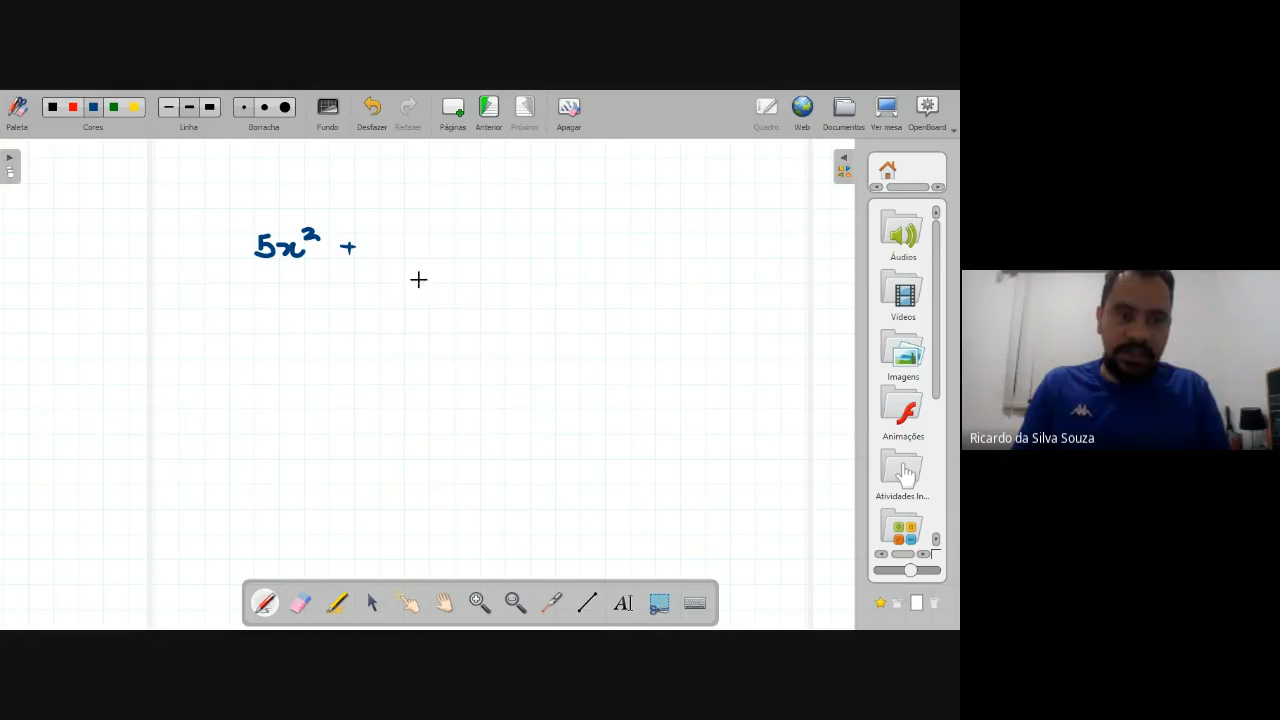 Paleta Cores Linha Borracha Fundo Desfazer Refazer Páginas Anterior Próximo Apagar Quadro Web Documentos Ver mesa OpenBoard
5x² +
Áudios
Vídeos
Imagens
Animações
Atividades In...
AI
Ricardo da Silva Souza